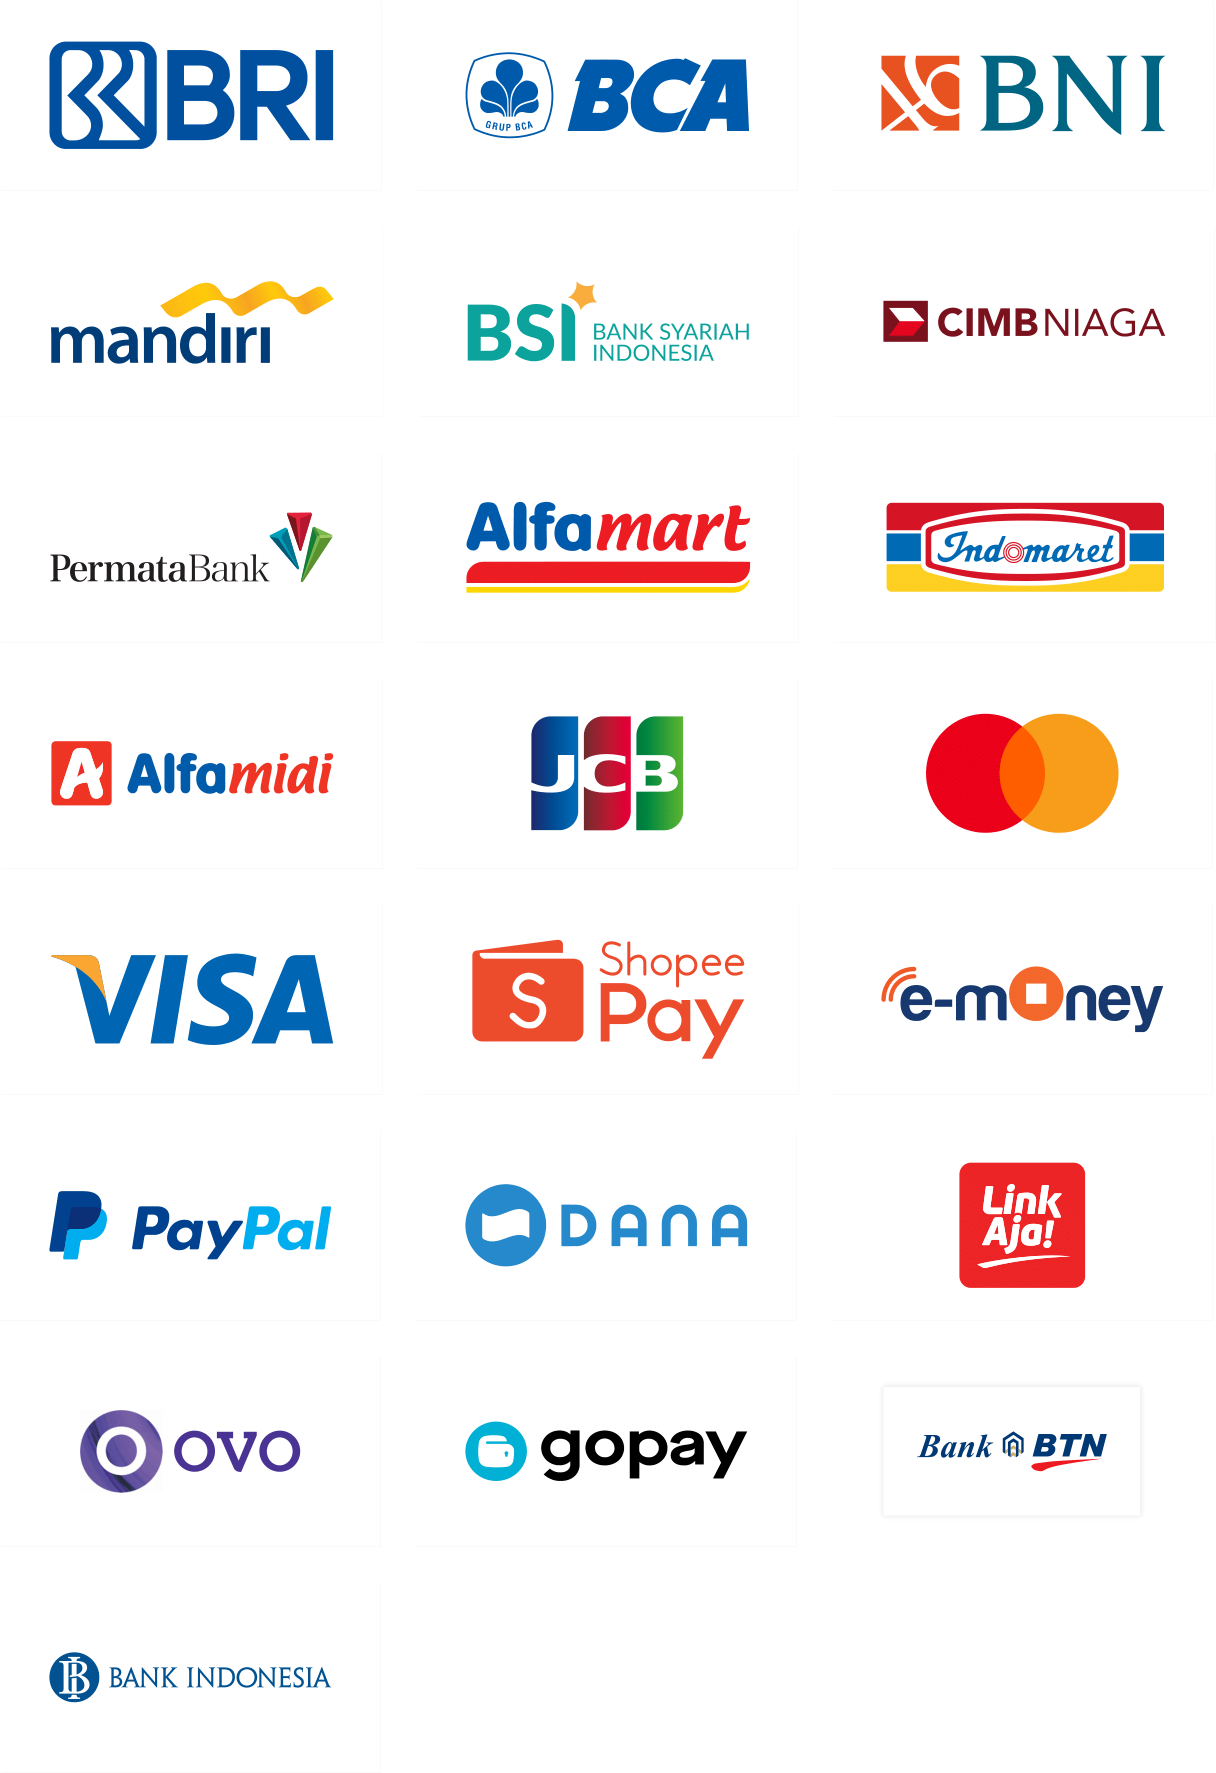 BRI
GRUP BCA
BCA
BNI
mandiri
BSI
BANK SYARIAH
INDONESIA
CIMB NIAGA
PermataBank
Alfamart
Indomaret
A
Alfamidi
JCB
VISA
S
Shopee
Pay
e-money
P
PayPal
DANA
Link
Aja!
OVO
gopay
Bank BTN
BI
BANK INDONESIA